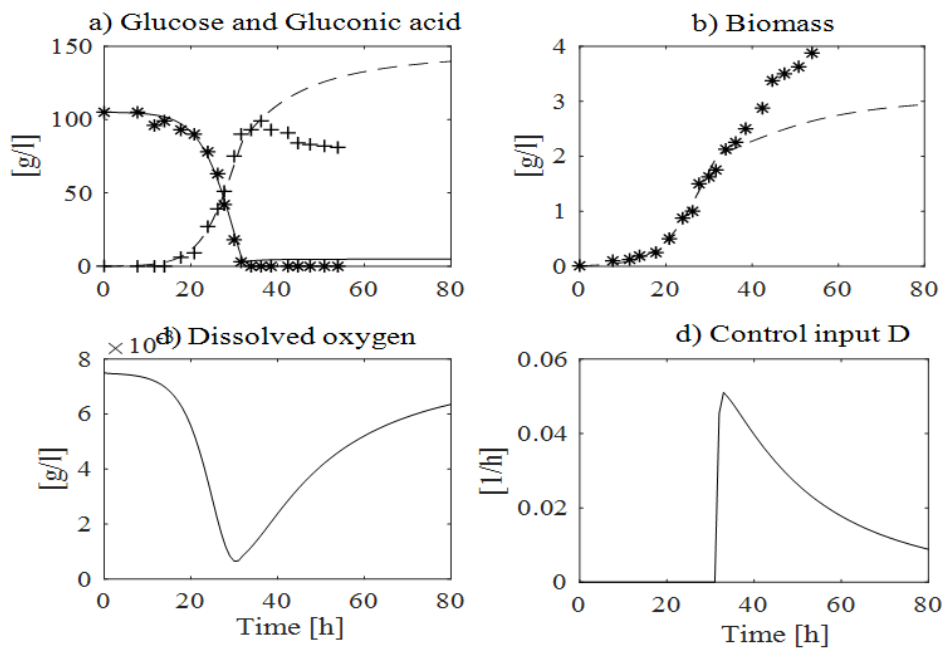 a) Glucose and Gluconic acid
150
100
50
0
[g/l]
0 20 40 60 80
b) Biomass
4
3
2
1
0
[g/l]
0 20 40 60 80
× 10
d) Dissolved oxygen
8
6
4
2
0
[g/l]
0 20 40 60 80
Time [h]
d) Control input D
0.06
0.04
0.02
0
[1/h]
0 20 40 60 80
Time [h]